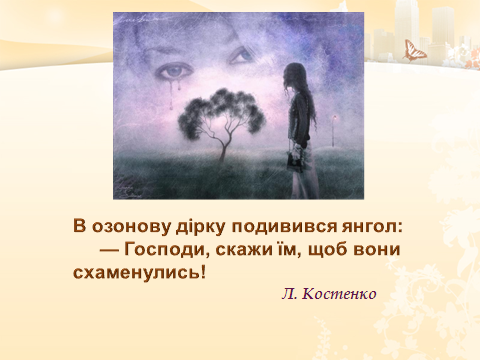 В озонову дірку подивився янгол:
— Господи, скажи їм, щоб вони
схаменулись!
Л. Костенко